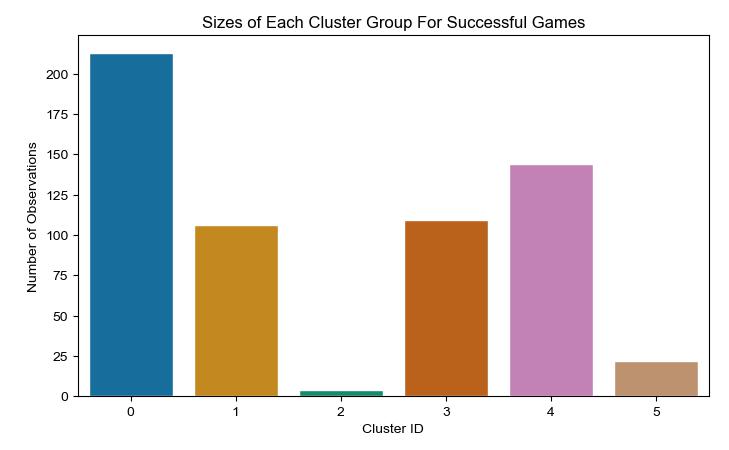 Sizes of Each Cluster Group For Successful Games
Number of Observations
200
175
150
125
100
75
50
25
0
0 1 2 3 4 5
Cluster ID